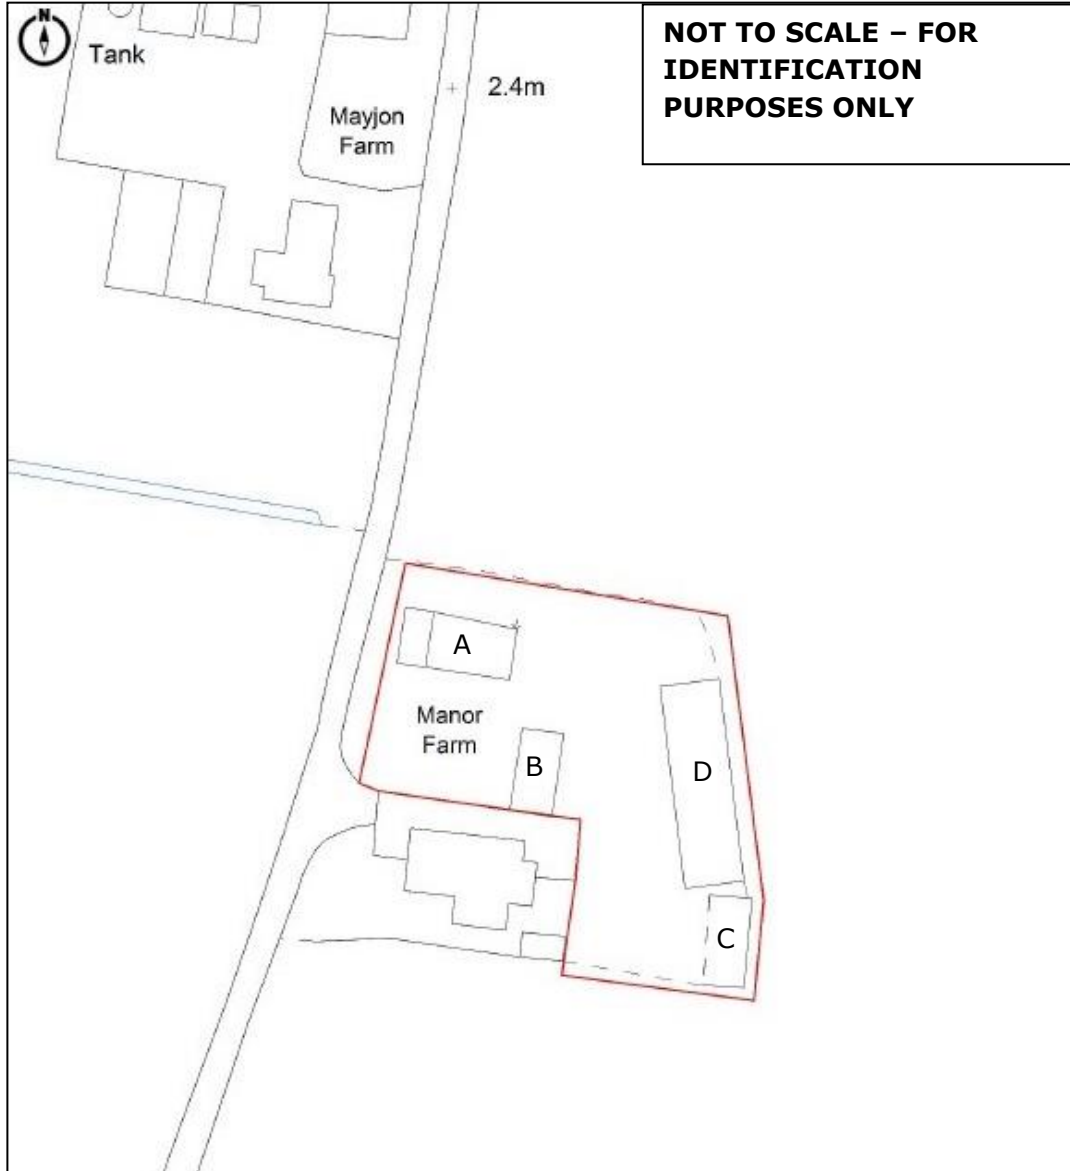 N
Tank
NOT TO SCALE – FOR
IDENTIFICATION
PURPOSES ONLY
2.4m
Mayjon
Farm
A
Manor
Farm
B
D
C